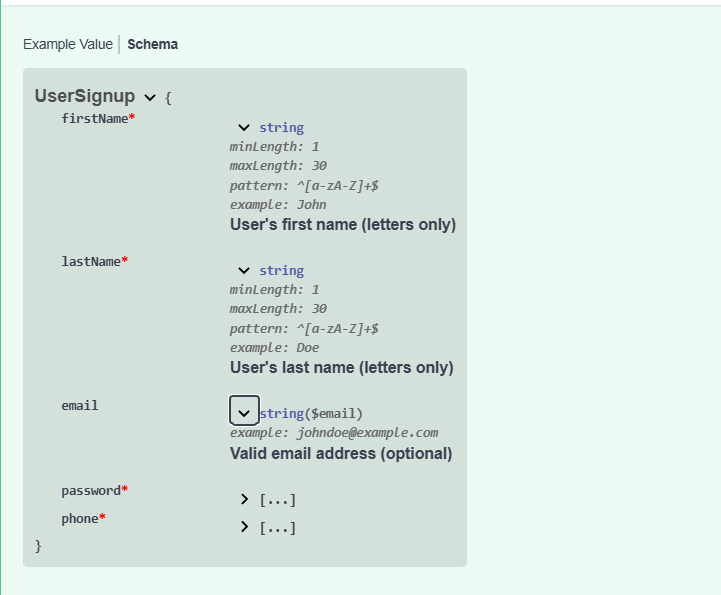 Example Value | Schema
UserSignup {
firstName*
string
minLength: 1
maxLength: 30
pattern: ^[a-zA-Z]+$
example: John
User's first name (letters only)
lastName*
string
minLength: 1
maxLength: 30
pattern: ^[a-zA-Z]+$
example: Doe
User's last name (letters only)
email
string($email)
example: johndoe@example.com
Valid email address (optional)
password*
[...]
phone*
[...]
}